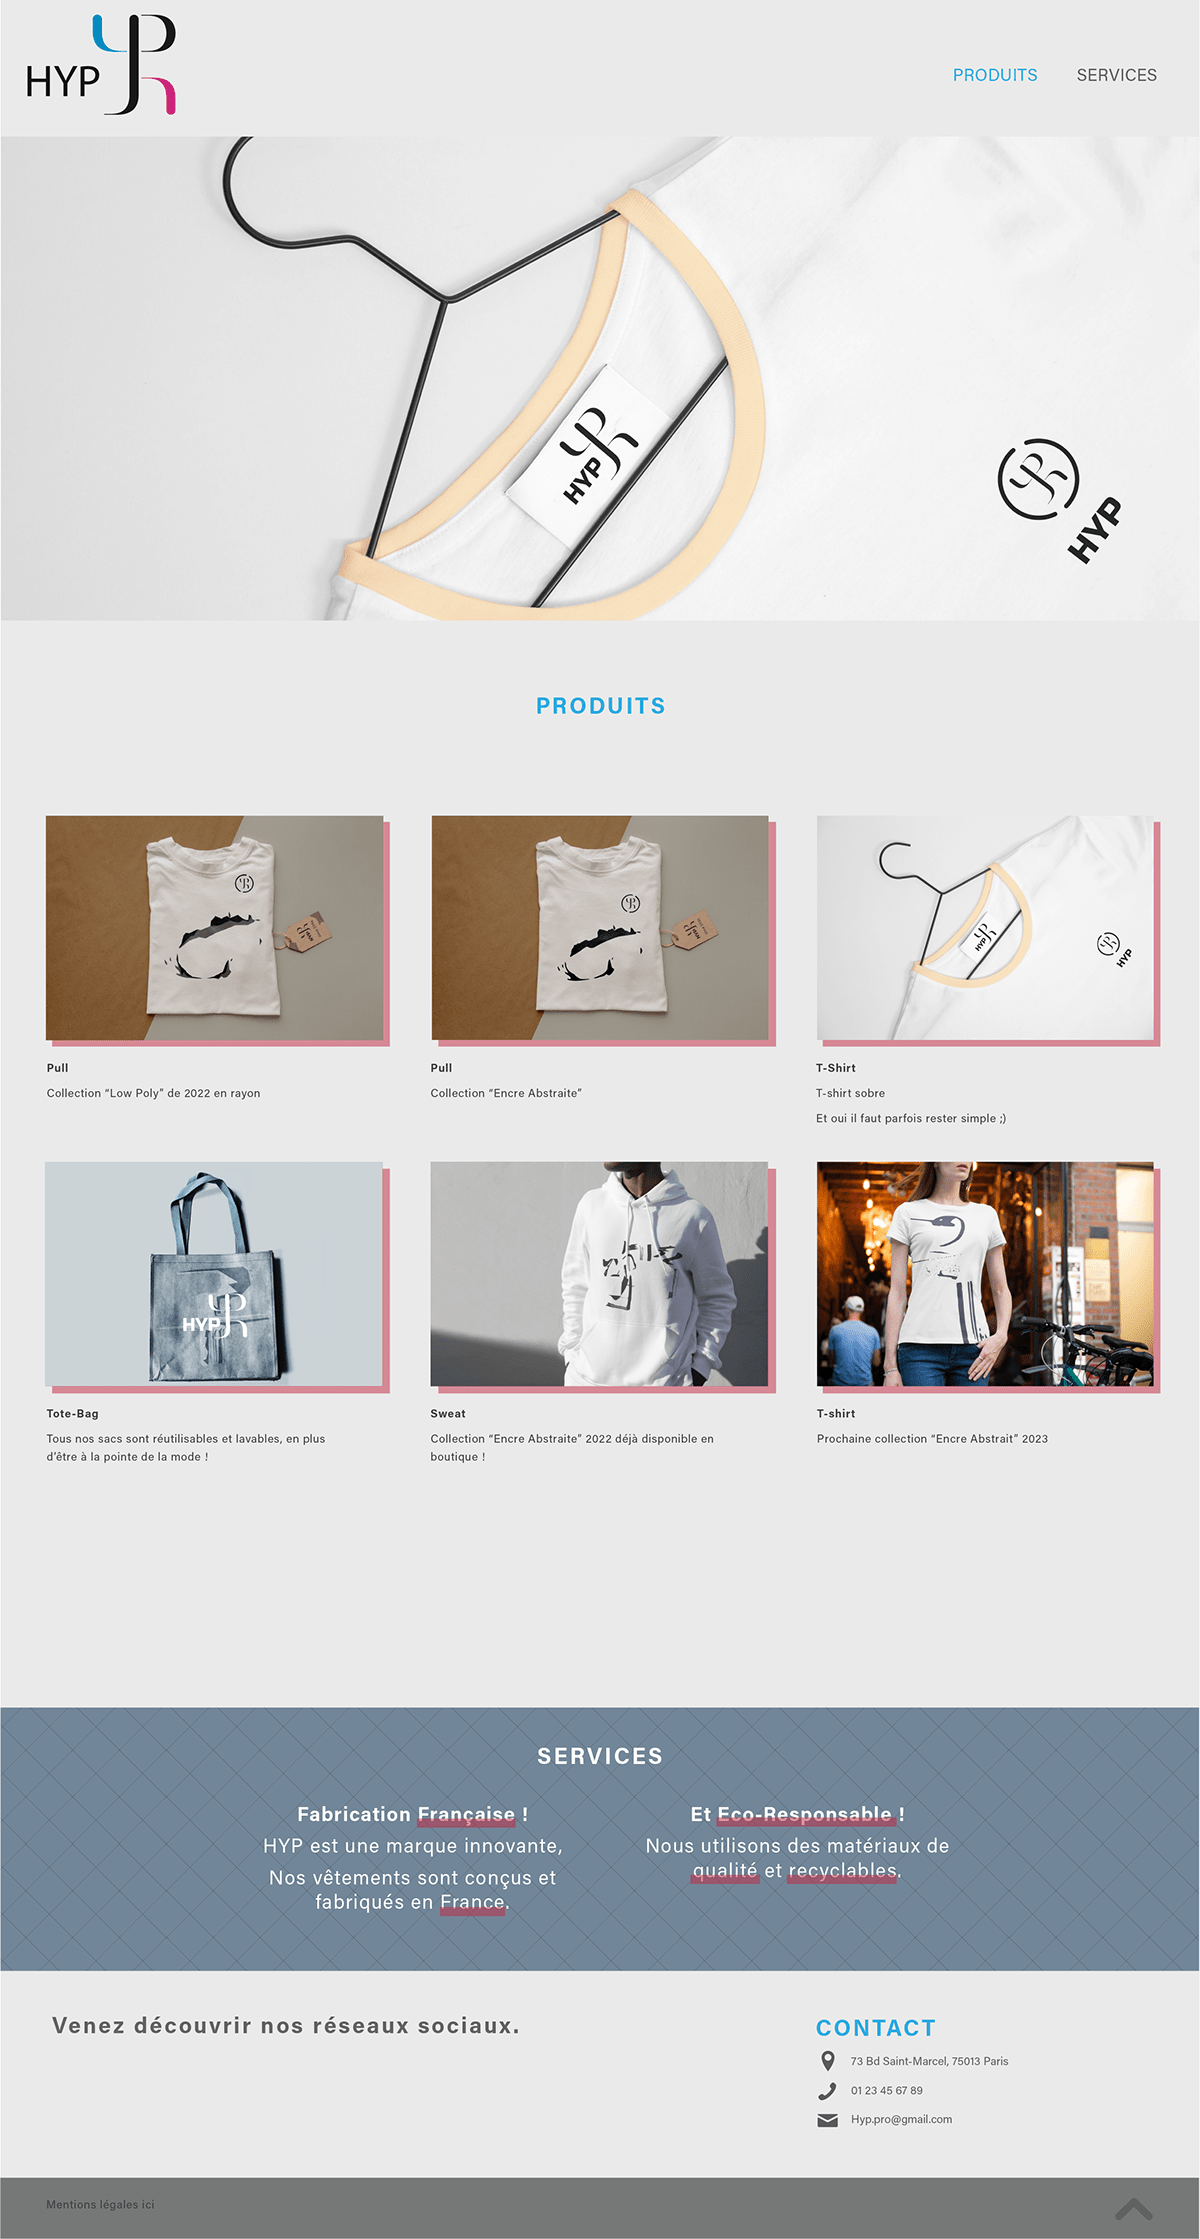 HYP
PRODUITS
SERVICES
HYP
HYP
PRODUITS
HYP
HYP
Pull
Collection “Low Poly” de 2022 en rayon
Pull
Collection “Encre Abstraite”
T-Shirt
T-shirt sobre
Et oui il faut parfois rester simple ;)
HYP
Tote-Bag
Tous nos sacs sont réutilisables et lavables, en plus
d’être à la pointe de la mode !
Sweat
Collection “Encre Abstraite” 2022 déjà disponible en
boutique !
T-shirt
Prochaine collection “Encre Abstrait” 2023
SERVICES
Fabrication Française !
HYP est une marque innovante,
Nos vêtements sont conçus et
fabriqués en France.
Et Eco-Responsable !
Nous utilisons des matériaux de
qualité et recyclables.
Venez découvrir nos réseaux sociaux.
CONTACT
73 Bd Saint-Marcel, 75013 Paris
01 23 45 67 89
Hyp.pro@gmail.com
Mentions légales ici